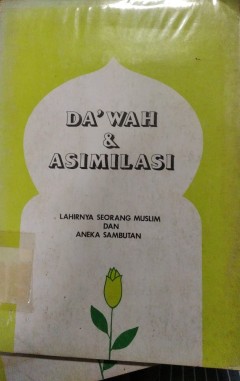 DA'WAH
&
ASIMILASI
LAHIRNYA SEORANG MUSLIM
DAN
ANEKA SAMBUTAN